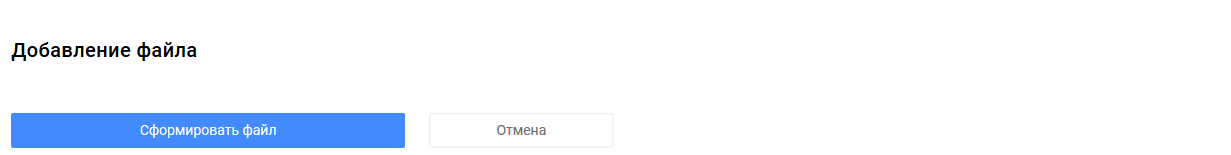 Добавление файла
Сформировать файл Отмена